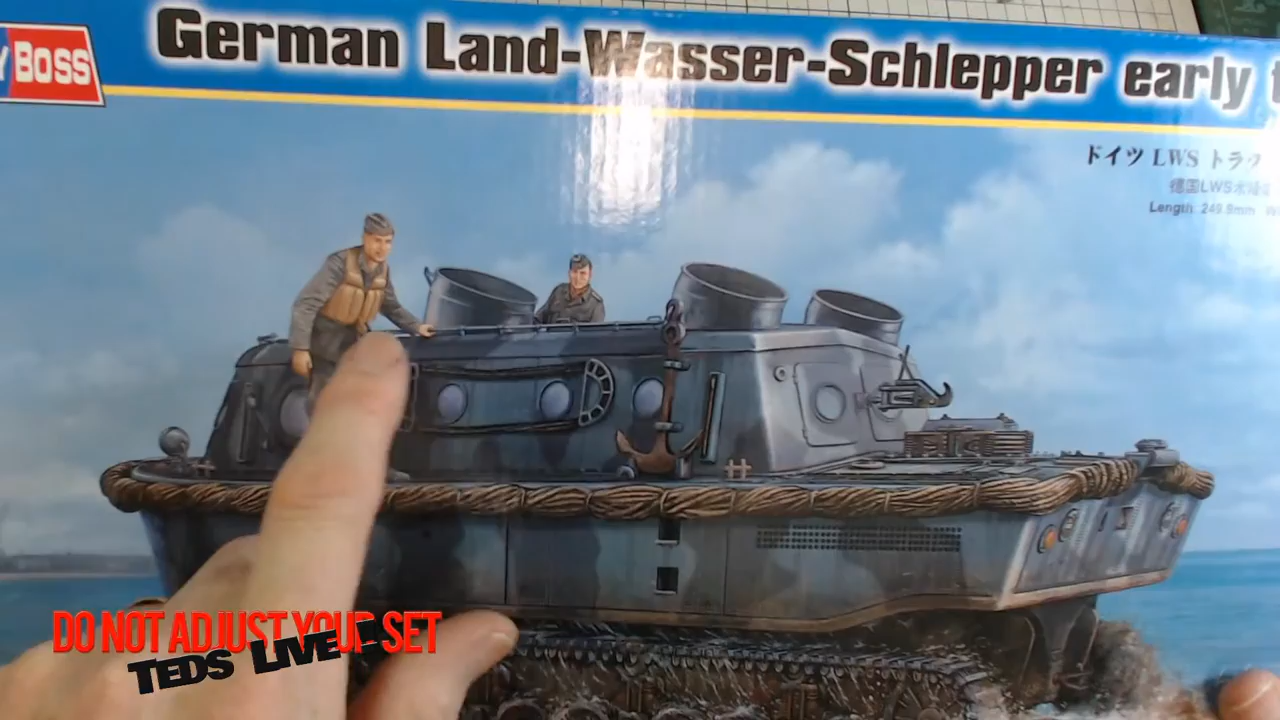 Y BOSS
German Land-Wasser-Schlepper early
ドイツ LWS トラ
德国LWS水陆
Length: 249.9mm
DO NOT ADJUST YOUR SET
TEDS LIVE!